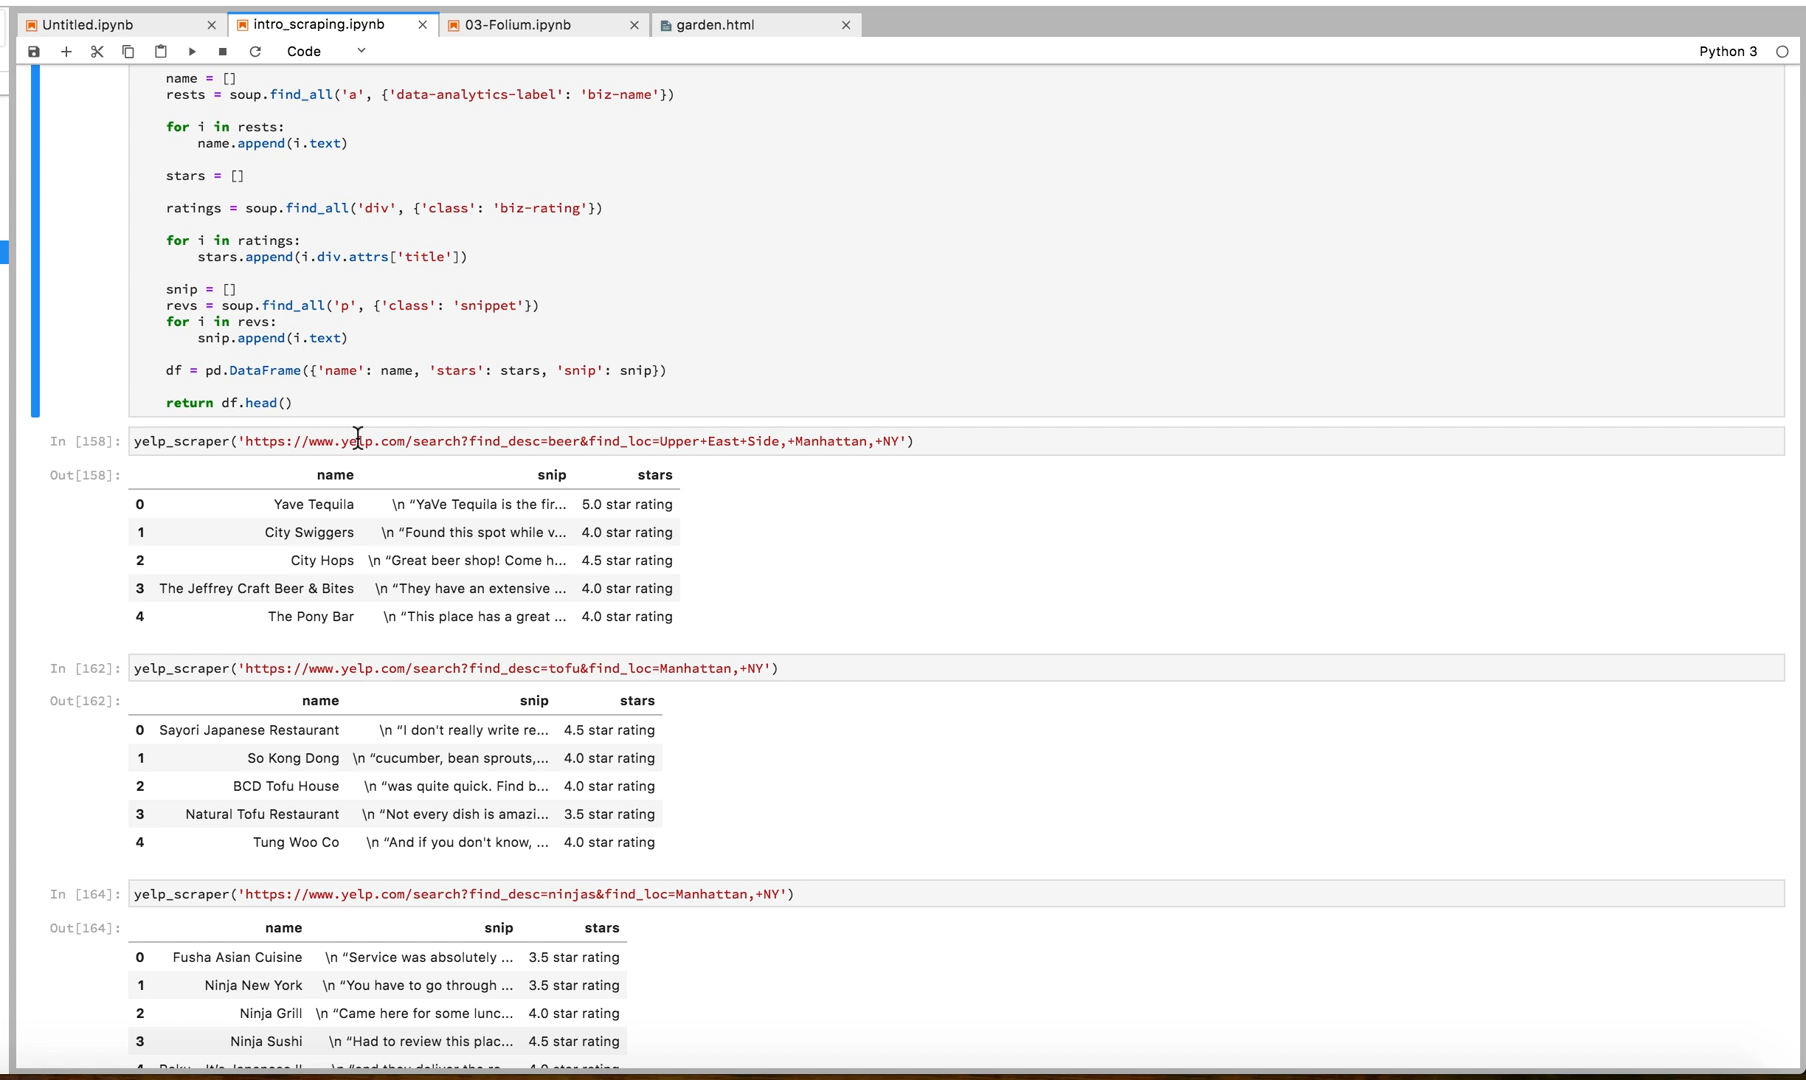 Untitled.ipynb
intro_scraping.ipynb
03-Folium.ipynb
garden.html
Code
Python 3
name = []
rests = soup.find_all('a', {'data-analytics-label': 'biz-name'})
for i in rests:
name.append(i.text)
stars = []
ratings = soup.find_all('div', {'class': 'biz-rating'})
for i in ratings:
stars.append(i.div.attrs['title'])
snip = []
revs = soup.find_all('p', {'class': 'snippet'})
for i in revs:
snip.append(i.text)
df = pd.DataFrame({'name': name, 'stars': stars, 'snip': snip})
return df.head()
In [158]: yelp_scraper('https://www.yelp.com/search?find_desc=beer&find_loc=Upper+East+Side,+Manhattan,+NY')
Out[158]: name snip stars
0 Yave Tequila \n “YaVe Tequila is the fir... 5.0 star rating
1 City Swiggers \n “Found this spot while v... 4.0 star rating
2 City Hops \n “Great beer shop! Come h... 4.5 star rating
3 The Jeffrey Craft Beer & Bites \n “They have an extensive ... 4.0 star rating
4 The Pony Bar \n “This place has a great ... 4.0 star rating
In [162]: yelp_scraper('https://www.yelp.com/search?find_desc=tofu&find_loc=Manhattan,+NY')
Out[162]: name snip stars
0 Sayori Japanese Restaurant \n “I don't really write re... 4.5 star rating
1 So Kong Dong \n “cucumber, bean sprouts,... 4.0 star rating
2 BCD Tofu House \n “was quite quick. Find b... 4.0 star rating
3 Natural Tofu Restaurant \n “Not every dish is amazi... 3.5 star rating
4 Tung Woo Co \n “And if you don't know, ... 4.0 star rating
In [164]: yelp_scraper('https://www.yelp.com/search?find_desc=ninjas&find_loc=Manhattan,+NY')
Out[164]: name snip stars
0 Fusha Asian Cuisine \n “Service was absolutely ... 3.5 star rating
1 Ninja New York \n “You have to go through ... 3.5 star rating
2 Ninja Grill \n “Came here for some lunc... 4.0 star rating
3 Ninja Sushi \n “Had to review this plac... 4.5 star rating